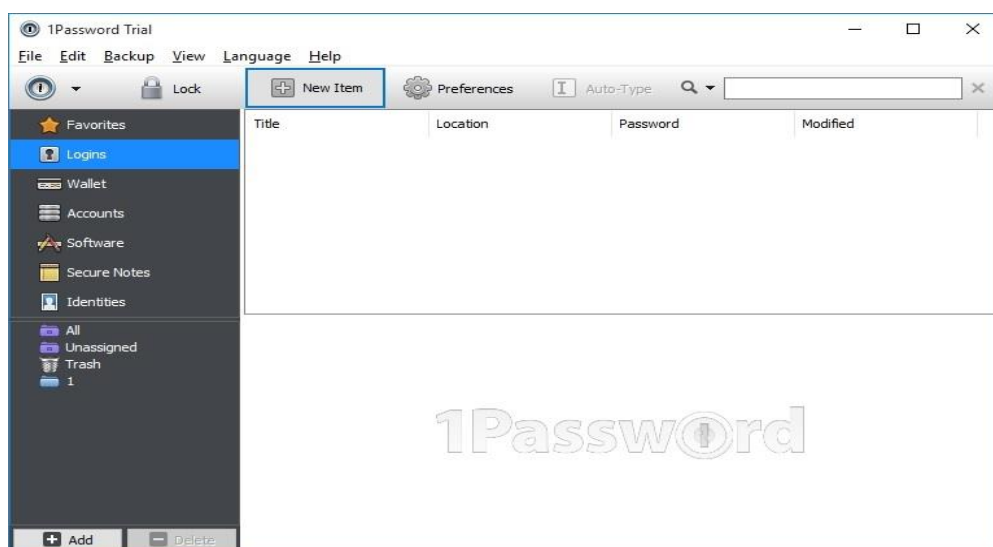 1Password Trial
File Edit Backup View Language Help
Lock New Item Preferences Auto-Type
Favorites
Logins
Wallet
Accounts
Software
Secure Notes
Identities
Title Location Password Modified
All
Unassigned
Trash
1
1Password
Add Delete